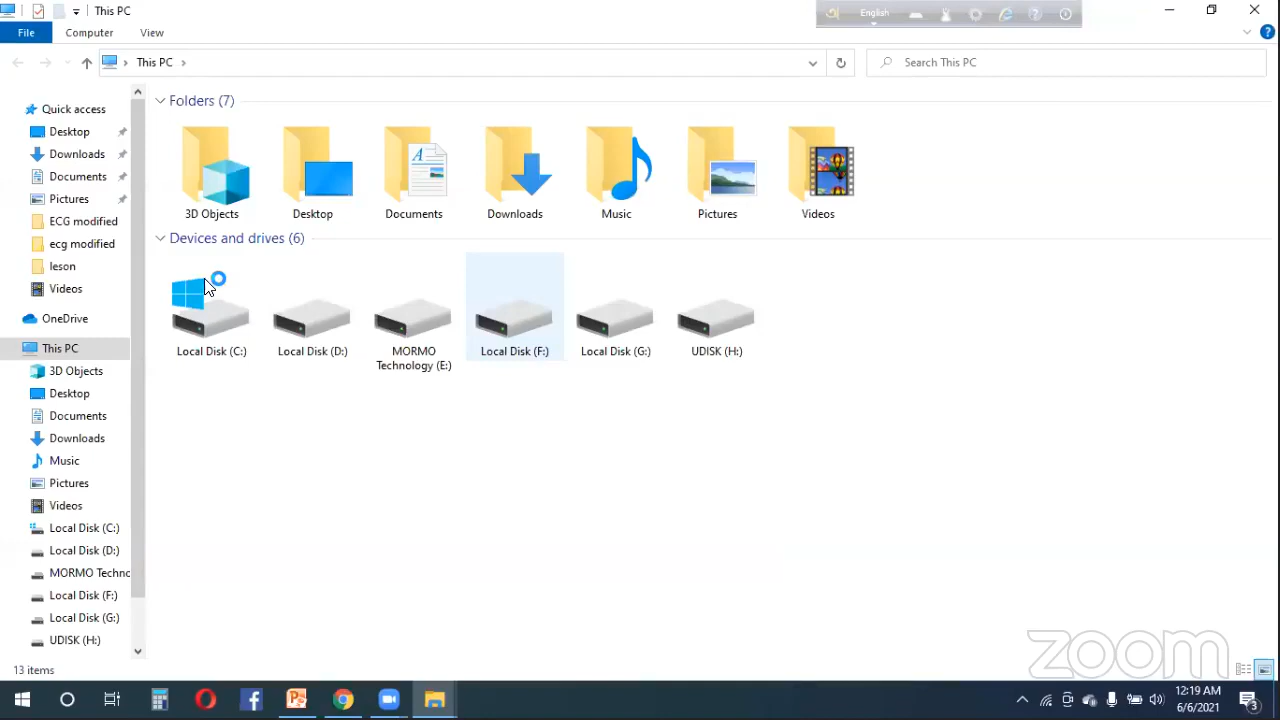 This PC
English
File
Computer
View
This PC
Search This PC
Quick access
Desktop
Downloads
Documents
Pictures
ECG modified
ecg modified
leson
Videos
OneDrive
This PC
3D Objects
Desktop
Documents
Downloads
Music
Pictures
Videos
Local Disk (C:)
Local Disk (D:)
MORMO Techno
Local Disk (F:)
Local Disk (G:)
UDISK (H:)
Folders (7)
3D Objects
Desktop
Documents
Downloads
Music
Pictures
Videos
Devices and drives (6)
Local Disk (C:)
Local Disk (D:)
MORMO
Technology (E:)
Local Disk (F:)
Local Disk (G:)
UDISK (H:)
13 items
zoom
12:19 AM
6/6/2021
3